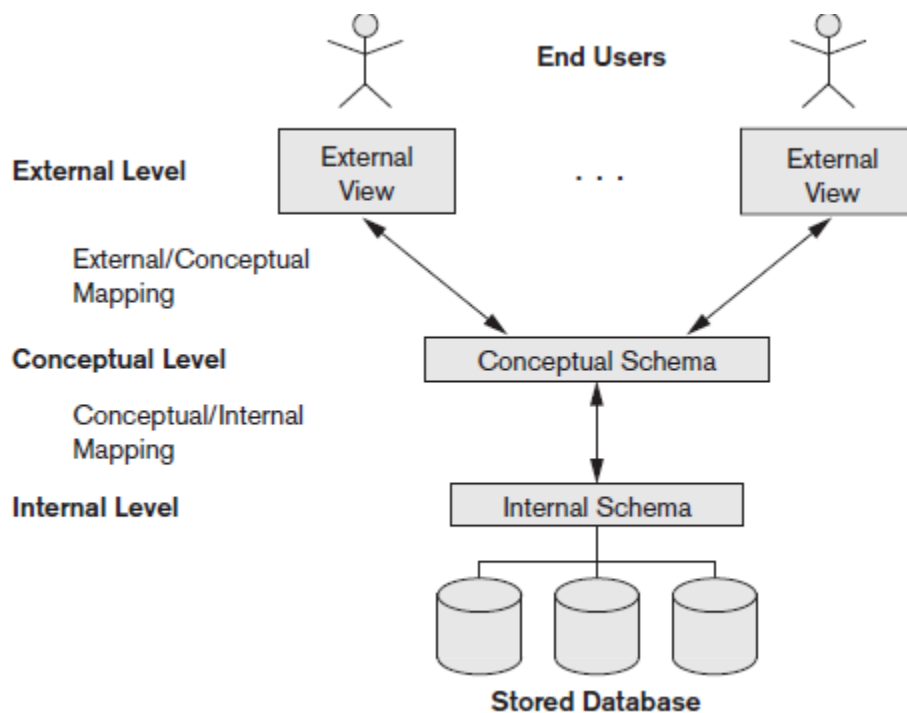 End Users
External Level
External
View
. . .
External
View
External/Conceptual
Mapping
Conceptual Level
Conceptual Schema
Conceptual/Internal
Mapping
Internal Level
Internal Schema
Stored Database